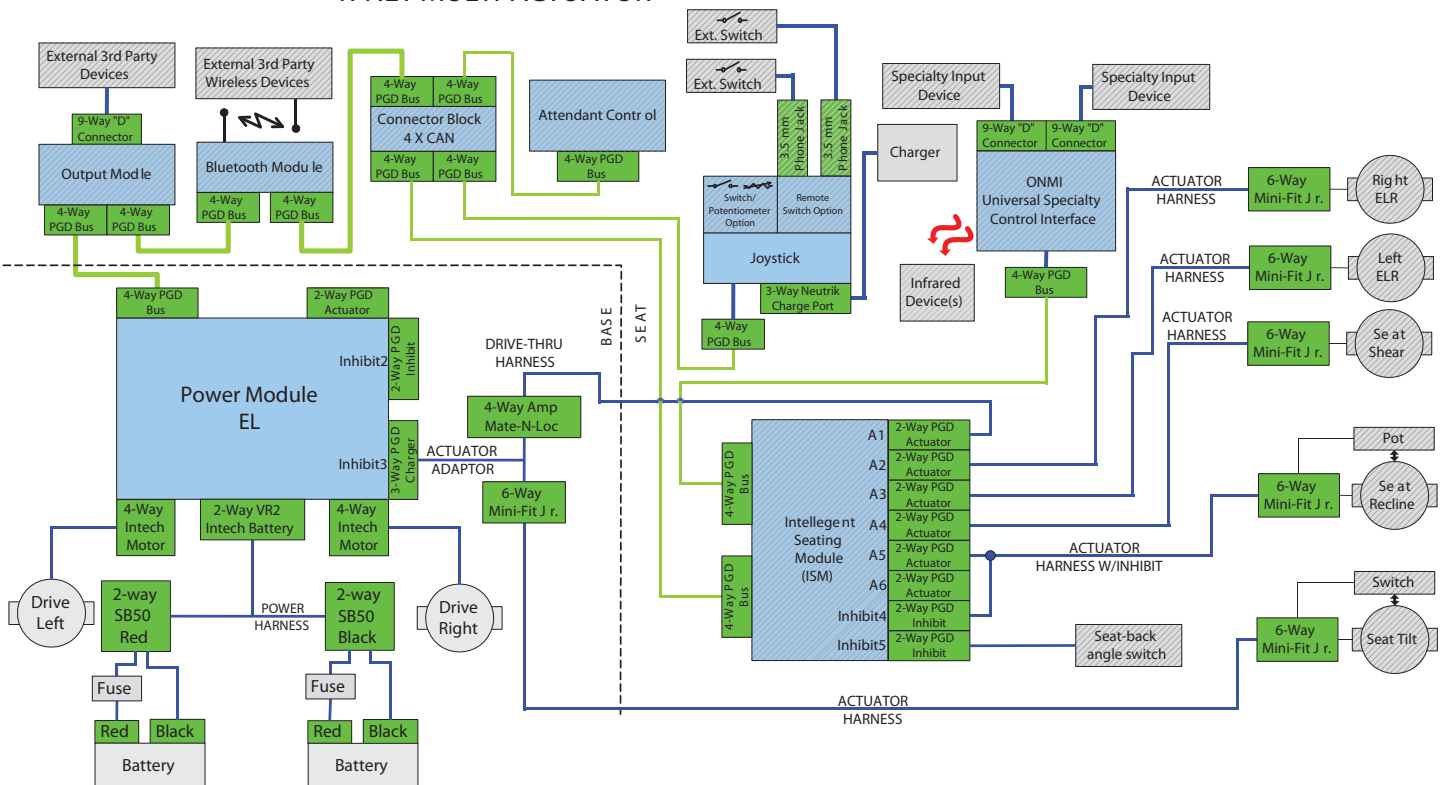 External 3rd Party
Devices
External 3rd Party
Wireless Devices
9-Way "D"
Connector
Output Mod le
4-Way
PGD Bus
4-Way
PGD Bus
Bluetooth Modu le
4-Way
PGD Bus
4-Way
PGD Bus
4-Way
PGD Bus
4-Way
PGD Bus
Connector Block
4 X CAN
4-Way
PGD Bus
4-Way
PGD Bus
Attendant Contr ol
4-Way PGD
Bus
Ext. Switch
Ext. Switch
3.5 mm
Phone Jack
3.5 mm
Phone Jack
Switch/
Potentiometer
Option
Remote
Switch Option
Joystick
3-Way Neutrik
Charge Port
4-Way
PGD Bus
Charger
Specialty Input
Device
Specialty Input
Device
9-Way "D"
Connector
9-Way "D"
Connector
ONMI
Universal Specialty
Control Interface
4-Way PGD
Bus
Infrared
Device(s)
ACTUATOR
HARNESS
6-Way
Mini-Fit J r.
Rig ht
ELR
ACTUATOR
HARNESS
6-Way
Mini-Fit J r.
Left
ELR
ACTUATOR
HARNESS
6-Way
Mini-Fit J r.
Se at
Shear
BASE
SEAT
4-Way PGD
Bus
2-Way PGD
Actuator
Power Module
EL
Inhibit2
2-Way PGD
Inhibit
Inhibit3
3-Way PGD
Charger
ACTUATOR
ADAPTOR
DRIVE-THRU
HARNESS
4-Way Amp
Mate-N-Loc
6-Way
Mini-Fit J r.
4-Way
Intech
Motor
2-Way VR2
Intech Battery
4-Way
Intech
Motor
Drive
Left
2-way
SB50
Red
POWER
HARNESS
2-way
SB50
Black
Drive
Right
Fuse
Red
Black
Battery
Fuse
Red
Black
Battery
4-Way PGD
Bus
4-Way PGD
Bus
Intellegent
Seating
Module
(ISM)
A1
2-Way PGD
Actuator
A2
2-Way PGD
Actuator
A3
2-Way PGD
Actuator
A4
2-Way PGD
Actuator
A5
2-Way PGD
Actuator
A6
2-Way PGD
Actuator
Inhibit4
2-Way PGD
Inhibit
Inhibit5
2-Way PGD
Inhibit
ACTUATOR
HARNESS W/INHIBIT
6-Way
Mini-Fit J r.
Pot
Se at
Recline
Seat-back
angle switch
Switch
6-Way
Mini-Fit J r.
Seat Tilt
ACTUATOR
HARNESS